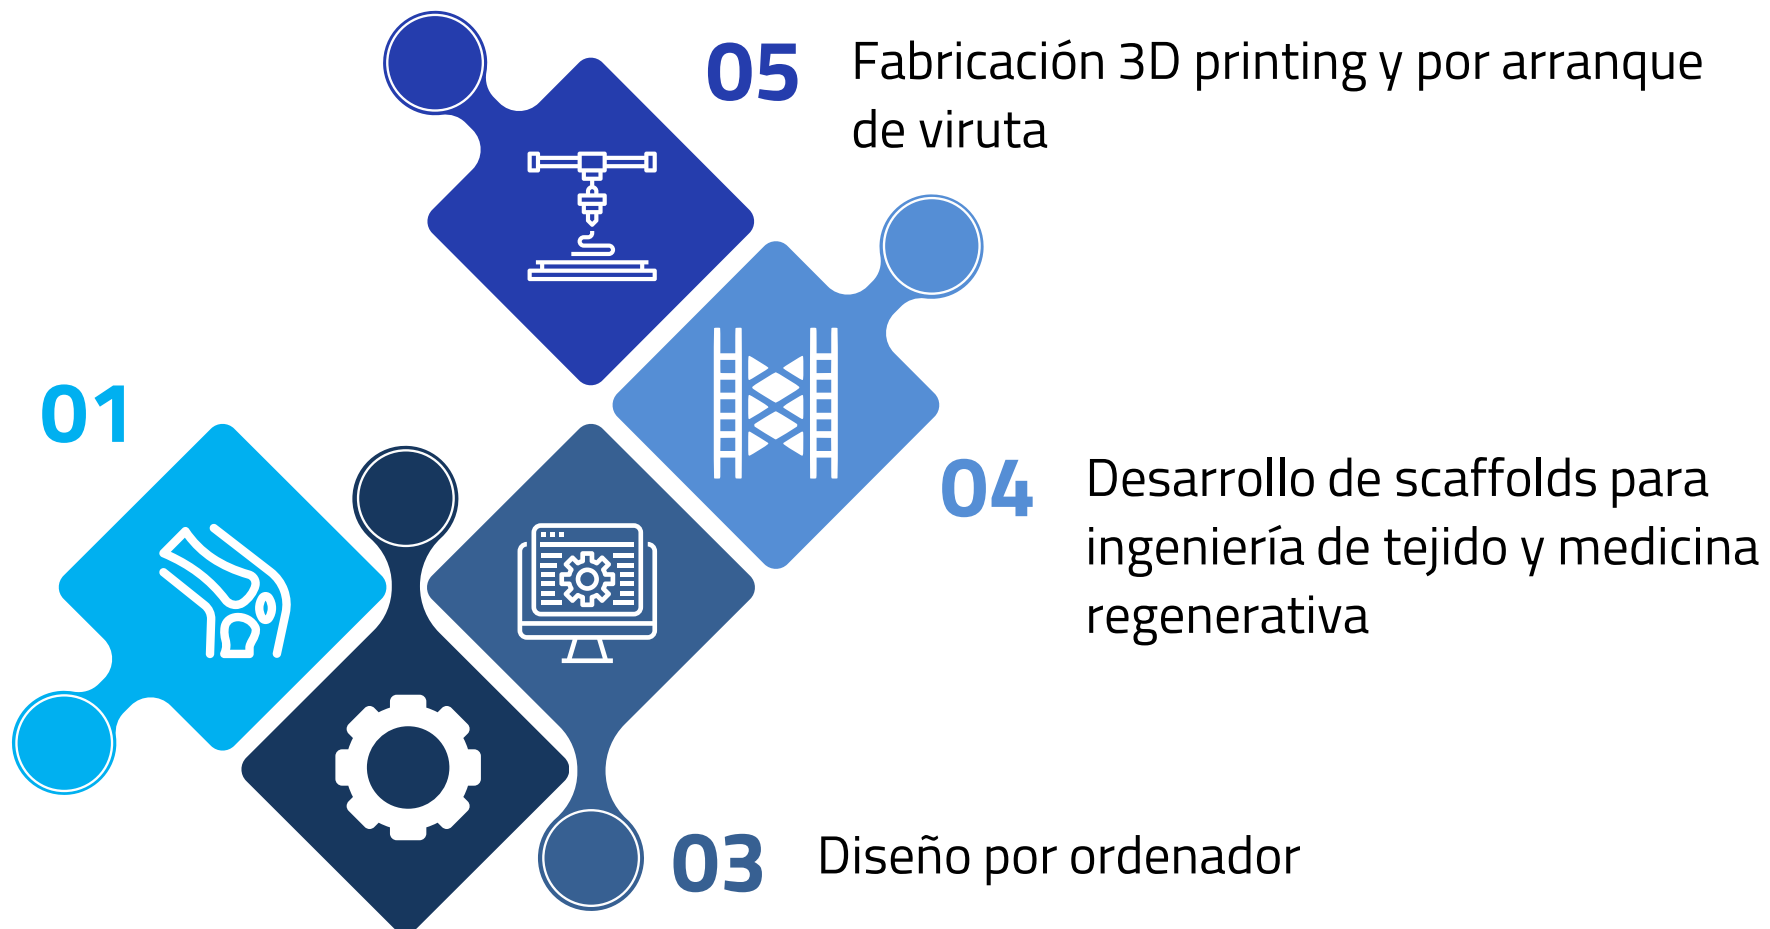 05
Fabricación 3D printing y por arranque
de viruta
01
04
Desarrollo de scaffolds para
ingeniería de tejido y medicina
regenerativa
03
Diseño por ordenador